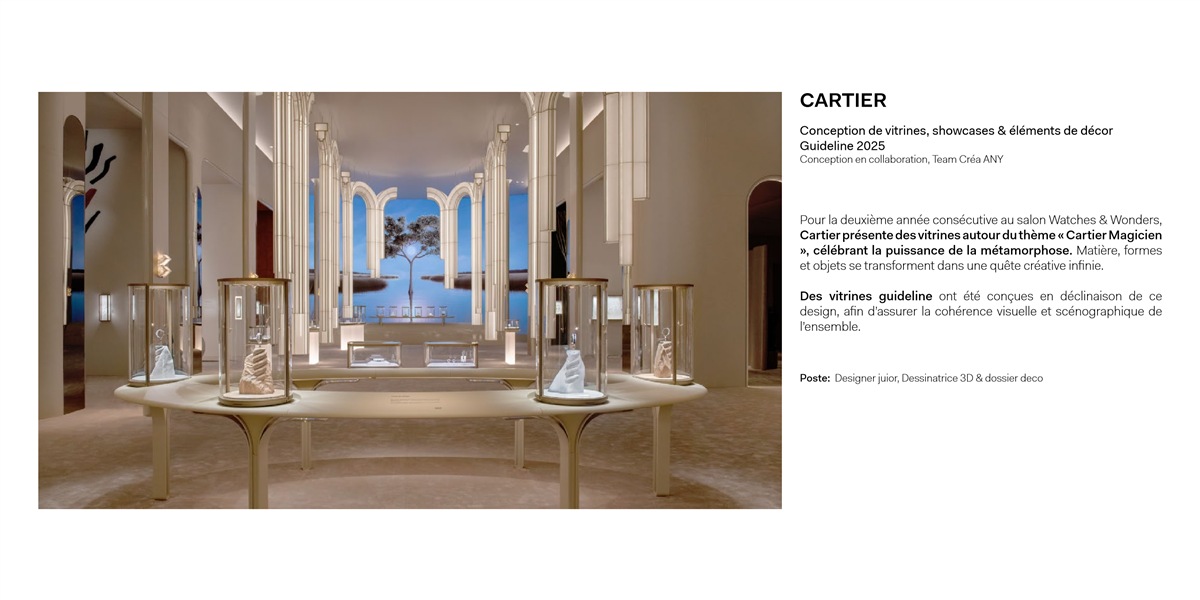 CARTIER
Conception de vitrines, showcases & éléments de décor
Guideline 2025
Conception en collaboration, Team Créa ANY
Pour la deuxième année consécutive au salon Watches & Wonders,
Cartier présente des vitrines autour du thème « Cartier Magicien
», célébrant la puissance de la métamorphose. Matière, formes
et objets se transforment dans une quête créative infinie.
Des vitrines guideline ont été conçues en déclinaison de ce
design, afin d'assurer la cohérence visuelle et scénographique de
l'ensemble.
Poste: Designer juior, Dessinatrice 3D & dossier deco